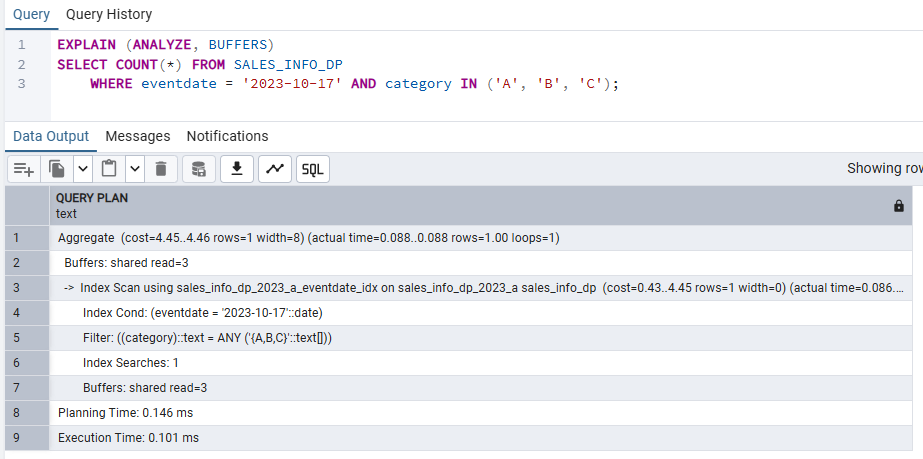 Query Query History
1 EXPLAIN (ANALYZE, BUFFERS)
2 SELECT COUNT(*) FROM SALES_INFO_DP
3 WHERE eventdate = '2023-10-17' AND category IN ('A', 'B', 'C');
Data Output Messages Notifications
SQL Showing rov
QUERY PLAN
text
1 Aggregate (cost=4.45..4.46 rows=1 width=8) (actual time=0.088..0.088 rows=1.00 loops=1)
2 Buffers: shared read=3
3 -> Index Scan using sales_info_dp_2023_a_eventdate_idx on sales_info_dp_2023_a sales_info_dp (cost=0.43..4.45 rows=1 width=0) (actual time=0.086....
4 Index Cond: (eventdate = '2023-10-17'::date)
5 Filter: ((category)::text = ANY ('{A,B,C}'::text[]))
6 Index Searches: 1
7 Buffers: shared read=3
8 Planning Time: 0.146 ms
9 Execution Time: 0.101 ms